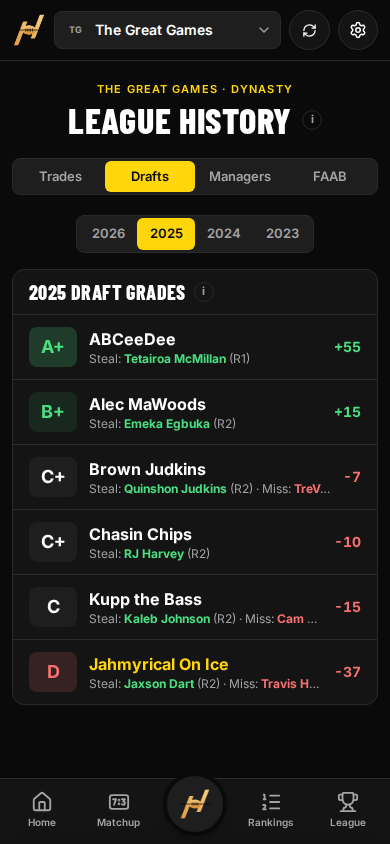 TG The Great Games
THE GREAT GAMES · DYNASTY
LEAGUE HISTORY i
Trades Drafts Managers FAAB
2026 2025 2024 2023
2025 DRAFT GRADES i
A+ ABCeeDee +55
Steal: Tetairoa McMillan (R1)
B+ Alec MaWoods +15
Steal: Emeka Egbuka (R2)
C+ Brown Judkins -7
Steal: Quinshon Judkins (R2) · Miss: TreV...
C+ Chasin Chips -10
Steal: RJ Harvey (R2)
C Kupp the Bass -15
Steal: Kaleb Johnson (R2) · Miss: Cam ...
D Jahmyrical On Ice -37
Steal: Jaxson Dart (R2) · Miss: Travis H...
7:3 1 2
Home Matchup Rankings League